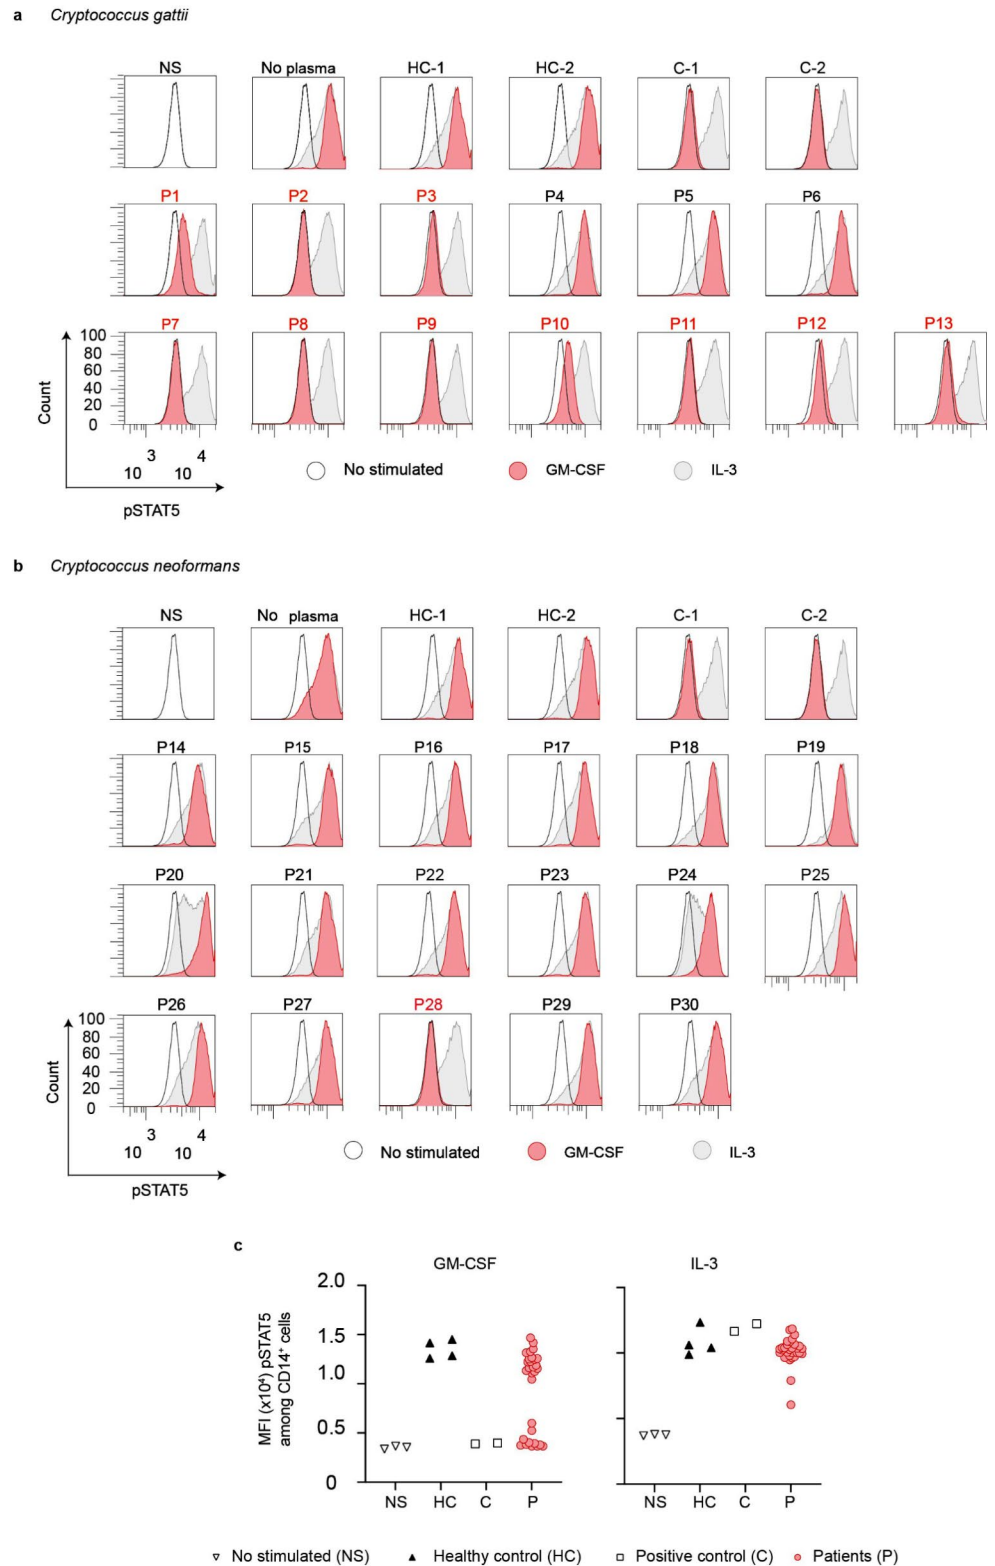 a Cryptococcus gattii
NS No plasma HC-1 HC-2 C-1 C-2
P1 P2 P3 P4 P5 P6
P7 P8 P9 P10 P11 P12 P13
100
80
60
40
20
0
Count
3 4
10 10
pSTAT5
No stimulated GM-CSF IL-3
b Cryptococcus neoformans
NS No plasma HC-1 HC-2 C-1 C-2
P14 P15 P16 P17 P18 P19
P20 P21 P22 P23 P24 P25
P26 P27 P28 P29 P30
100
80
60
40
20
0
Count
3 4
10 10
pSTAT5
No stimulated GM-CSF IL-3
c
GM-CSF IL-3
2.0
1.5
1.0
0.5
0
MFI (x10⁴) pSTAT5
among CD14⁺ cells
NS HC C P NS HC C P
No stimulated (NS) Healthy control (HC) Positive control (C) Patients (P)